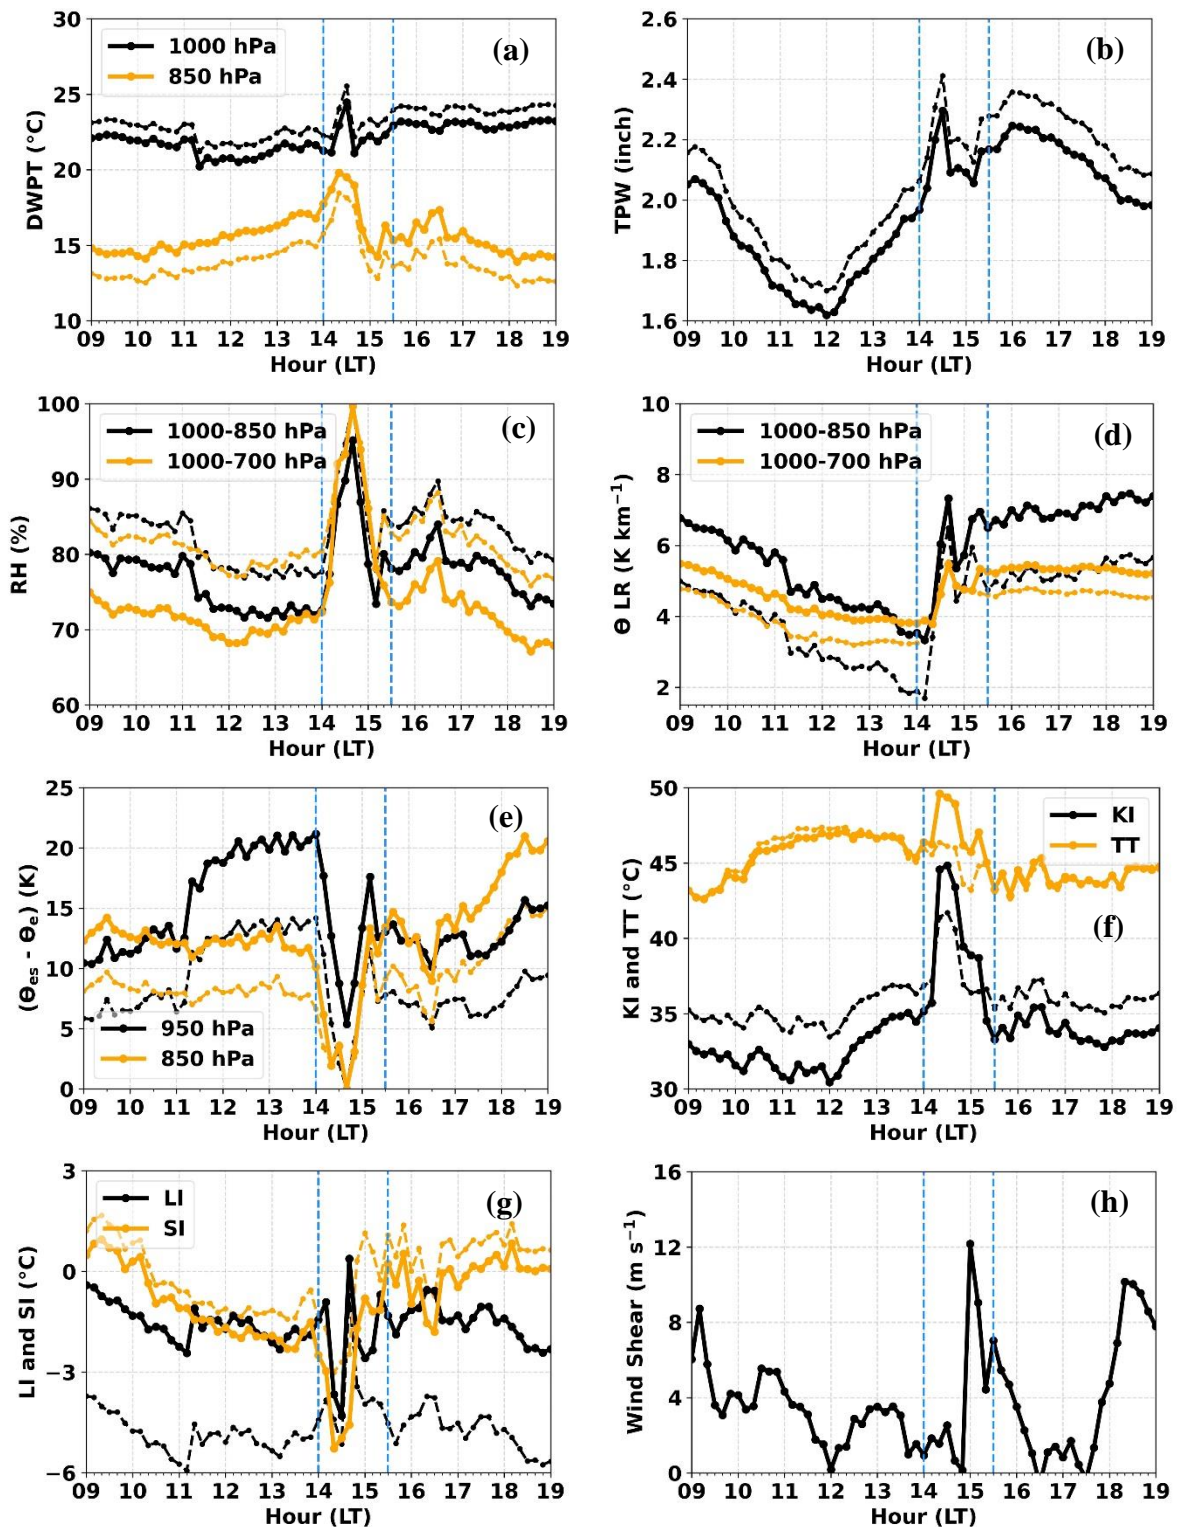 (a)
1000 hPa
850 hPa
DWPT (°C)
30
25
20
15
10
09 10 11 12 13 14 15 16 17 18 19
Hour (LT)
(b)
TPW (inch)
2.6
2.4
2.2
2.0
1.8
1.6
09 10 11 12 13 14 15 16 17 18 19
Hour (LT)
(c)
1000-850 hPa
1000-700 hPa
RH (%)
100
90
80
70
60
09 10 11 12 13 14 15 16 17 18 19
Hour (LT)
(d)
1000-850 hPa
1000-700 hPa
Θ LR (K km⁻¹)
10
8
6
4
2
09 10 11 12 13 14 15 16 17 18 19
Hour (LT)
(e)
(Θes - Θe) (K)
25
20
15
10
5
0
950 hPa
850 hPa
09 10 11 12 13 14 15 16 17 18 19
Hour (LT)
KI
TT
(f)
KI and TT (°C)
50
45
40
35
30
09 10 11 12 13 14 15 16 17 18 19
Hour (LT)
(g)
LI
SI
LI and SI (°C)
3
0
−3
−6
09 10 11 12 13 14 15 16 17 18 19
Hour (LT)
(h)
Wind Shear (m s⁻¹)
16
12
8
4
0
09 10 11 12 13 14 15 16 17 18 19
Hour (LT)